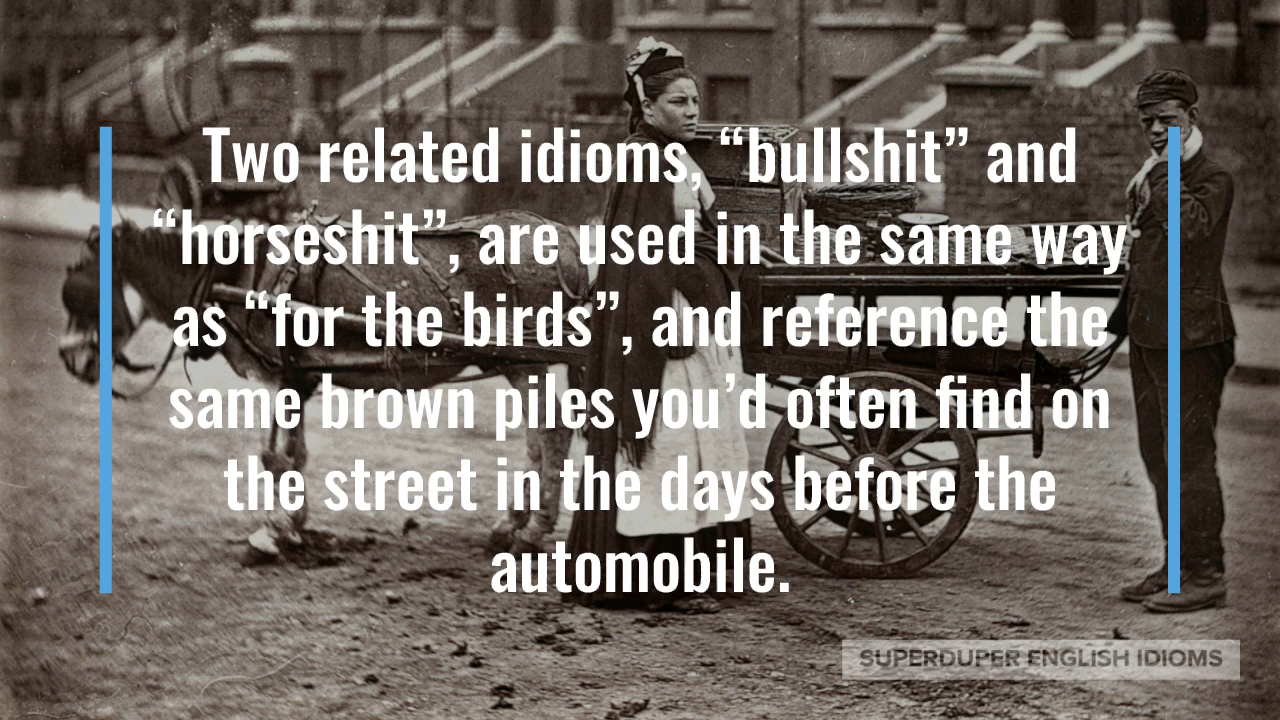 Two related idioms, “bullshit” and
“horseshit”, are used in the same way
as “for the birds”, and reference the
same brown piles you’d often find on
the street in the days before the
automobile.
SUPERDUPER ENGLISH IDIOMS